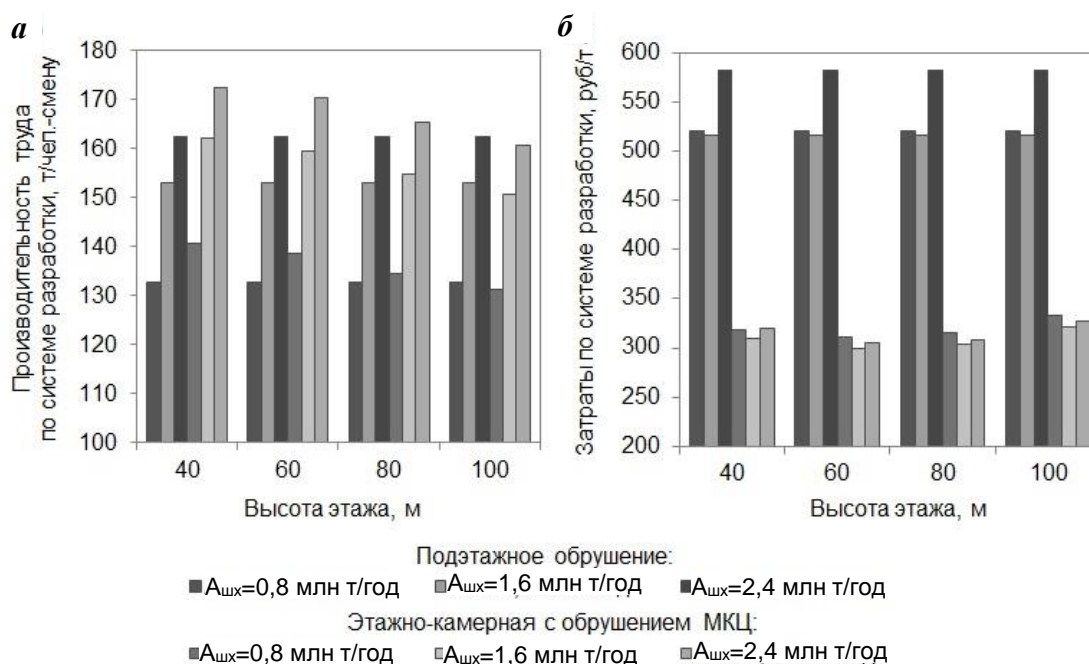 а
Производительность труда
по системе разработки, т/чел.-смену
180
170
160
150
140
130
120
110
100
40 60 80 100
Высота этажа, м
б
Затраты по системе разработки, руб/т
600
550
500
450
400
350
300
250
200
40 60 80 100
Высота этажа, м
Подэтажное обрушение:
Aшх=0,8 млн т/год Aшх=1,6 млн т/год Aшх=2,4 млн т/год
Этажно-камерная с обрушением МКЦ:
Aшх=0,8 млн т/год Aшх=1,6 млн т/год Aшх=2,4 млн т/год